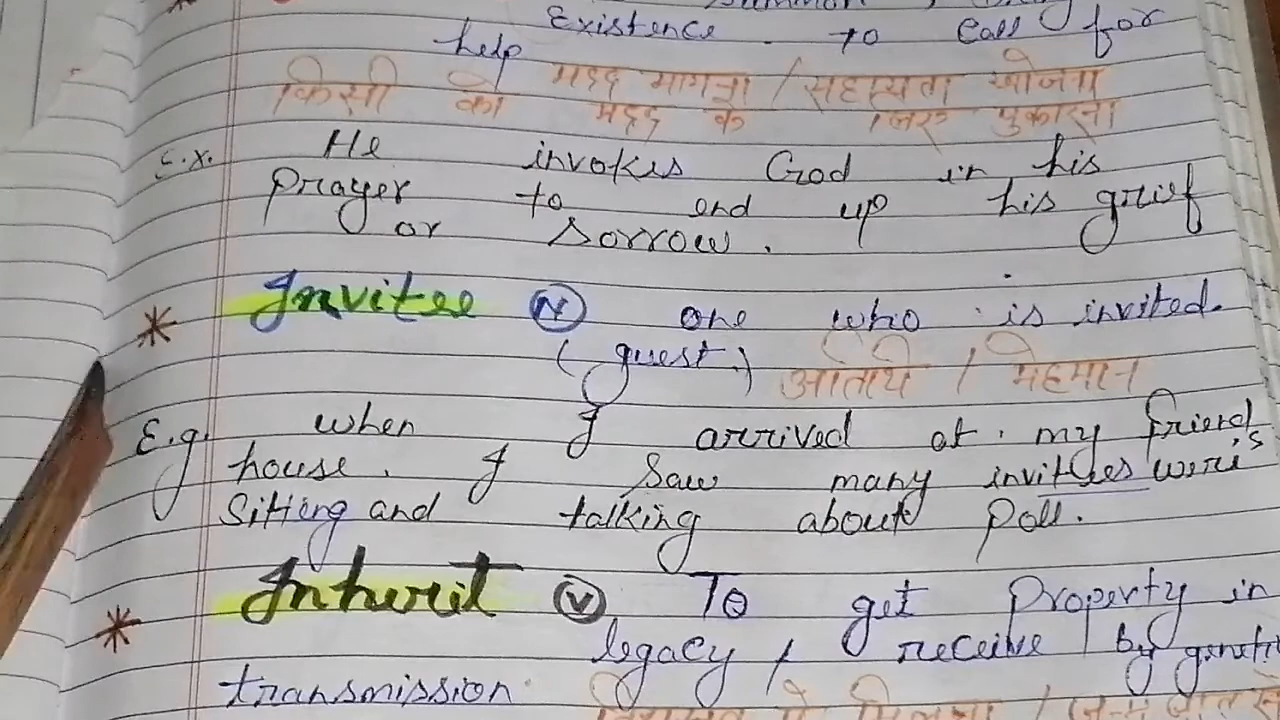 Existence . to call for
help
मदद मांगना / सहायता खोजना
किसी को मदद के लिए पुकारना
E.x. He invokes God in his
Prayer to end up his grief
or Sorrow.
* Invitee (N) one who is invited.
(guest) अतिथि / मेहमान
E.g. when I arrived at my friend's
house. I Saw many invitees were
Sitting and talking about Poll.
* Inherit (V) To get Property in
legacy / receive by genetic
transmission
विरासत में मिलना /